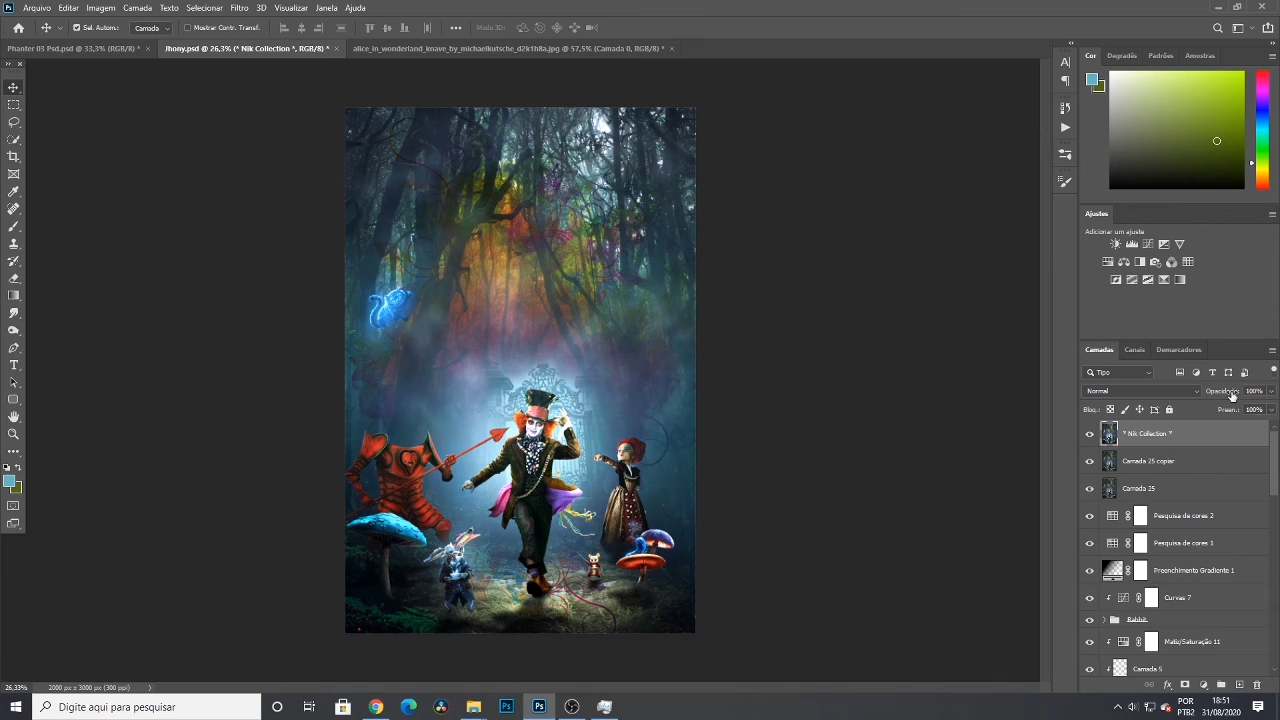 Arquivo Editar Imagem Camada Texto Selecionar Filtro 3D Visualizar Janela Ajuda
Sel. Autom.: Camada Mostrar Contr. Transf. Modo 3D:
Phanter 03 Psd.psd @ 33,3% (RGB/8) * Jhony.psd @ 26,3% (* Nik Collection *, RGB/8) * alice_in_wonderland_knave_by_michaelkutsche_d2k1h8a.jpg @ 57,5% (Camada 0, RGB/8) *
Cor Degradês Padrões Amostras
Ajustes
Adicionar um ajuste
Camadas Canais Demarcadores
Tipo
Normal Opacidade: 100%
Bloq.: Preen.: 100%
* Nik Collection *
Camada 25 copiar
Camada 25
Pesquisa de cores 2
Pesquisa de cores 1
Preenchimento Gradiente 1
Curvas 7
Rabbit.
Matiz/Saturação 11
Camada 5
26,33% 2000 px x 3000 px (300 ppi)
Digite aqui para pesquisar
POR 18:51
PTB2 31/08/2020